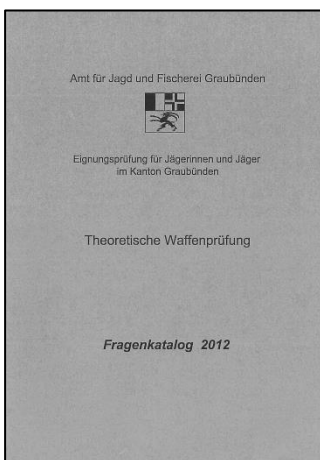 Amt für Jagd und Fischerei Graubünden
Eignungsprüfung für Jägerinnen und Jäger
im Kanton Graubünden
Theoretische Waffenprüfung
Fragenkatalog 2012